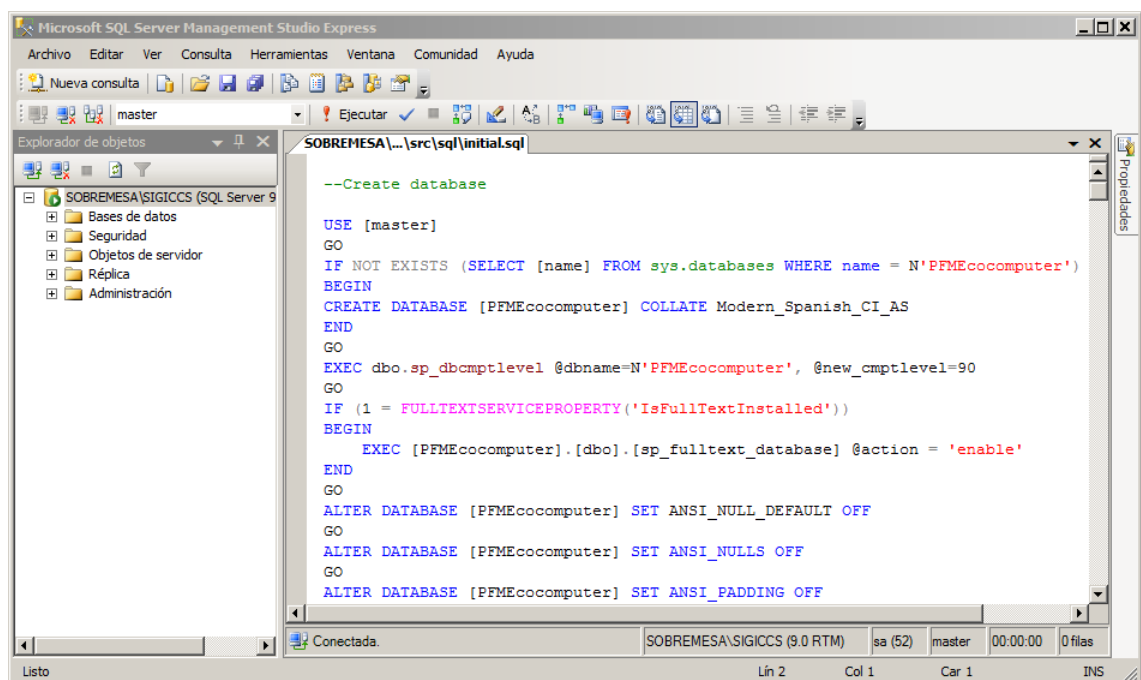 Microsoft SQL Server Management Studio Express
Archivo Editar Ver Consulta Herramientas Ventana Comunidad Ayuda
Nueva consulta
master Ejecutar
Explorador de objetos
SOBREMESA\SIGICCS (SQL Server 9
Bases de datos
Seguridad
Objetos de servidor
Réplica
Administración
SOBREMESA\...\src\sql\initial.sql
--Create database
USE [master]
GO
IF NOT EXISTS (SELECT [name] FROM sys.databases WHERE name = N'PFMEcocomputer')
BEGIN
CREATE DATABASE [PFMEcocomputer] COLLATE Modern_Spanish_CI_AS
END
GO
EXEC dbo.sp_dbcmptlevel @dbname=N'PFMEcocomputer', @new_cmptlevel=90
GO
IF (1 = FULLTEXTSERVICEPROPERTY('IsFullTextInstalled'))
BEGIN
EXEC [PFMEcocomputer].[dbo].[sp_fulltext_database] @action = 'enable'
END
GO
ALTER DATABASE [PFMEcocomputer] SET ANSI_NULL_DEFAULT OFF
GO
ALTER DATABASE [PFMEcocomputer] SET ANSI_NULLS OFF
GO
ALTER DATABASE [PFMEcocomputer] SET ANSI_PADDING OFF
Propiedades
Conectada. SOBREMESA\SIGICCS (9.0 RTM) sa (52) master 00:00:00 0 filas
Listo Lín 2 Col 1 Car 1 INS